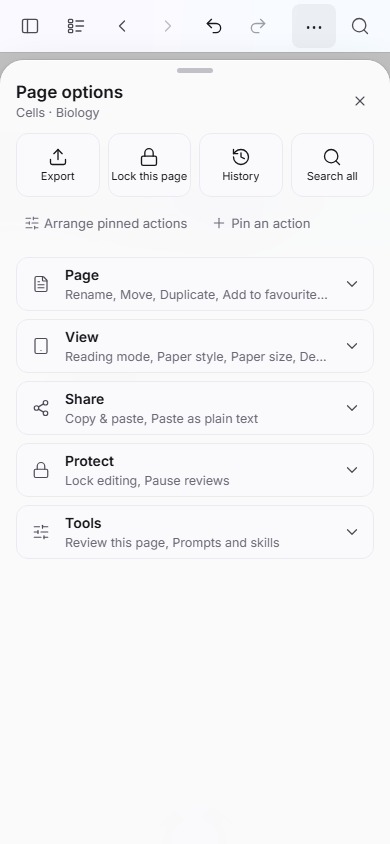 Page options
Cells · Biology
Export
Lock this page
History
Search all
Arrange pinned actions
Pin an action
Page
Rename, Move, Duplicate, Add to favourite...
View
Reading mode, Paper style, Paper size, De...
Share
Copy & paste, Paste as plain text
Protect
Lock editing, Pause reviews
Tools
Review this page, Prompts and skills